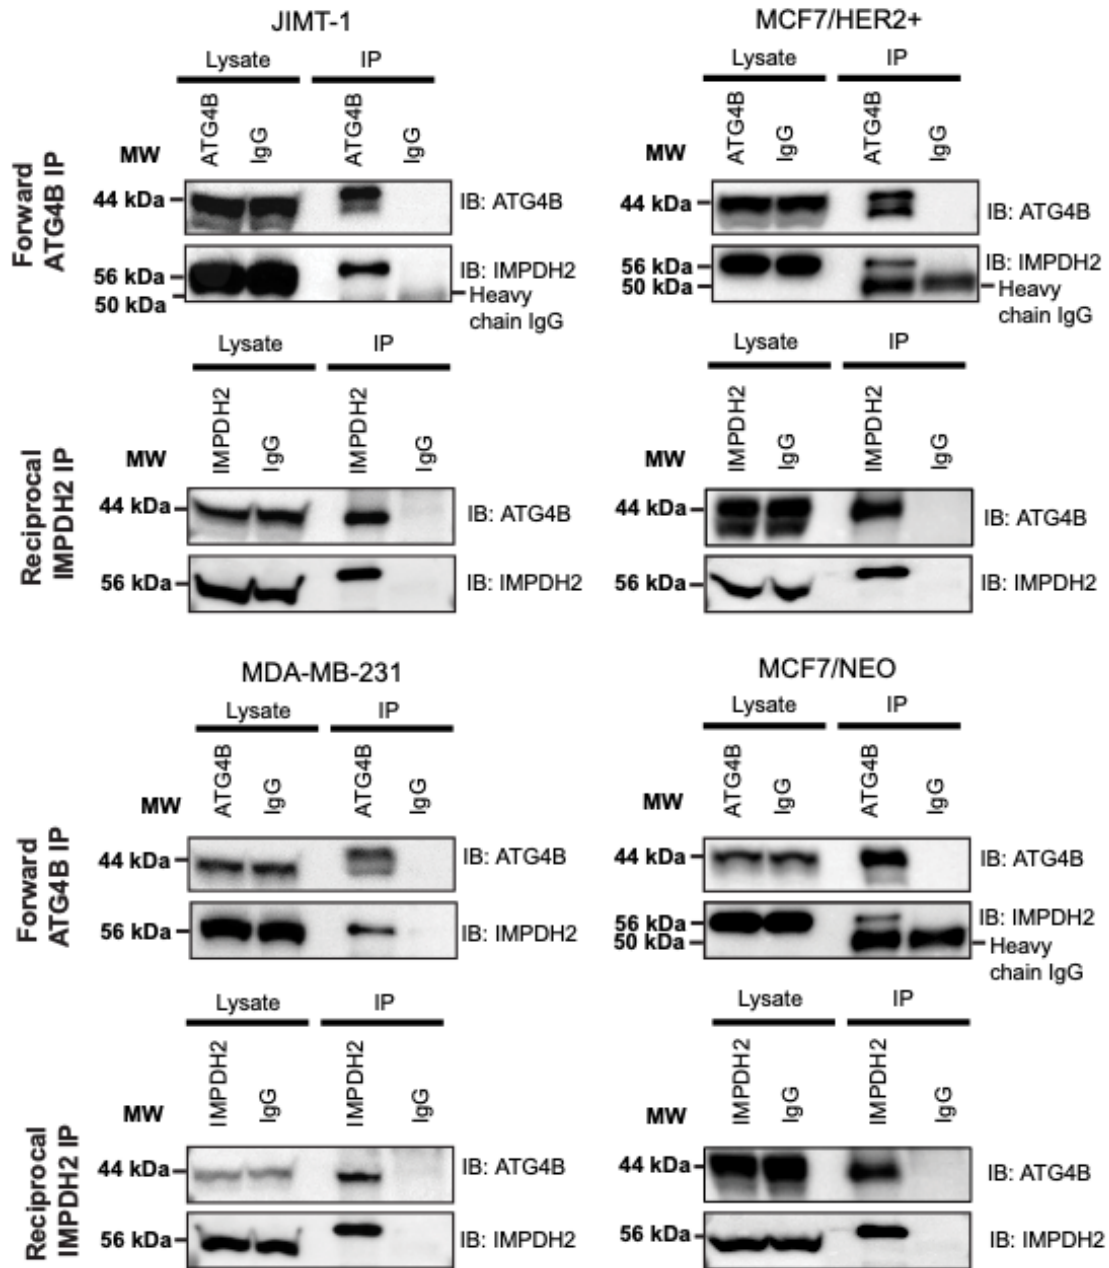 JIMT-1
Lysate IP
ATG4B IgG ATG4B IgG
MW
Forward
ATG4B IP
44 kDa
IB: ATG4B
56 kDa
50 kDa
IB: IMPDH2
Heavy
chain IgG
Lysate IP
IMPDH2 IgG IMPDH2 IgG
MW
Reciprocal
IMPDH2 IP
44 kDa
IB: ATG4B
56 kDa
IB: IMPDH2
MCF7/HER2+
Lysate IP
ATG4B IgG ATG4B IgG
MW
44 kDa
IB: ATG4B
56 kDa
50 kDa
IB: IMPDH2
Heavy
chain IgG
Lysate IP
IMPDH2 IgG IMPDH2 IgG
MW
44 kDa
IB: ATG4B
56 kDa
IB: IMPDH2
MDA-MB-231
Lysate IP
ATG4B IgG ATG4B IgG
MW
Forward
ATG4B IP
44 kDa
IB: ATG4B
56 kDa
IB: IMPDH2
Lysate IP
IMPDH2 IgG IMPDH2 IgG
MW
Reciprocal
IMPDH2 IP
44 kDa
IB: ATG4B
56 kDa
IB: IMPDH2
MCF7/NEO
Lysate IP
ATG4B IgG ATG4B IgG
MW
44 kDa
IB: ATG4B
56 kDa
50 kDa
IB: IMPDH2
Heavy
chain IgG
Lysate IP
IMPDH2 IgG IMPDH2 IgG
MW
44 kDa
IB: ATG4B
56 kDa
IB: IMPDH2